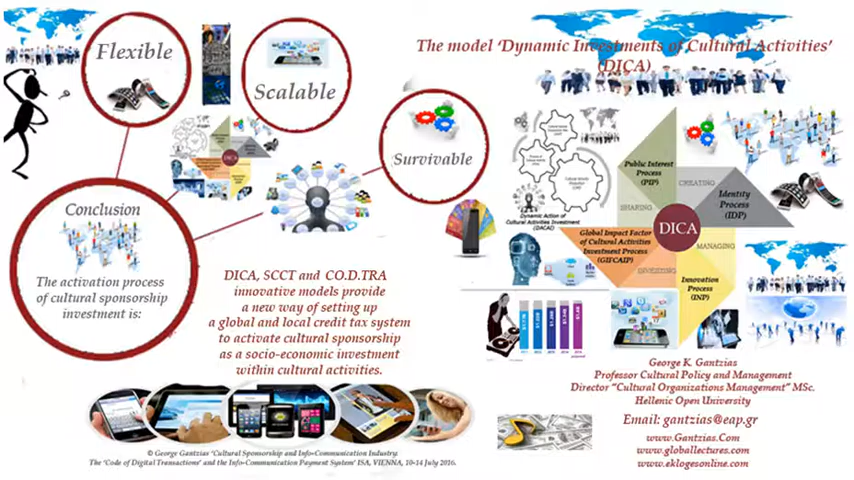 Flexible
Scalable
Survivable
DICA
Conclusion
The activation process
of cultural sponsorship
investment is:
DICA, SCCT and CO.D.TRA
innovative models provide
a new way of setting up
a global and local credit tax system
to activate cultural sponsorship
as a socio-economic investment
within cultural activities.
© George Gantzias 'Cultural Sponsorship and Info-Communication Industry:
The 'Code of Digital Transactions' and the Info-Communication Payment System' ISA, VIENNA, 10-14 July 2016.
The model 'Dynamic Investments of Cultural Activities'
(DICA)
Dynamic Action of
Cultural Activities Investment
(DACAI)
Public Interest
Process
(PIP)
CREATING
Identity
Process
(IDP)
SHARING
DICA
Global Impact Factor
of Cultural Activities
Investment Process
(GIFCAIP)
MANAGING
INVESTING
Innovation
Process
(INP)
George K. Gantzias
Professor Cultural Policy and Management
Director "Cultural Organizations Management" MSc.
Hellenic Open University
Email: gantzias@eap.gr
www.Gantzias.Com
www.globallectures.com
www.eklogesonline.com